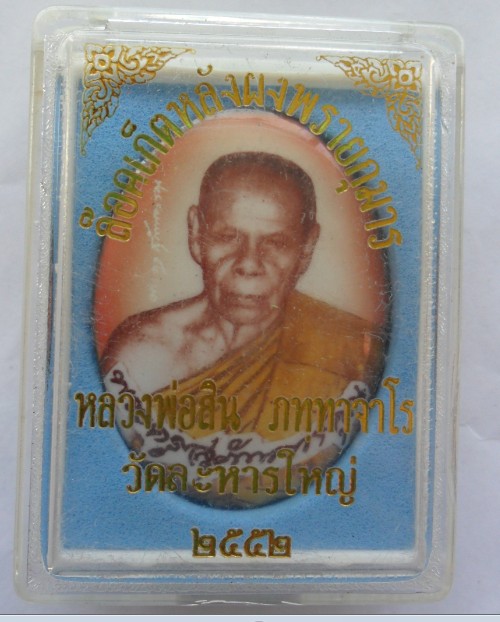 ล๊อคเก็ตหลังผงพรายกุมาร
หลวงพ่อสิน ภททาจาโร
วัดละหารใหญ่
๒๕๕๒